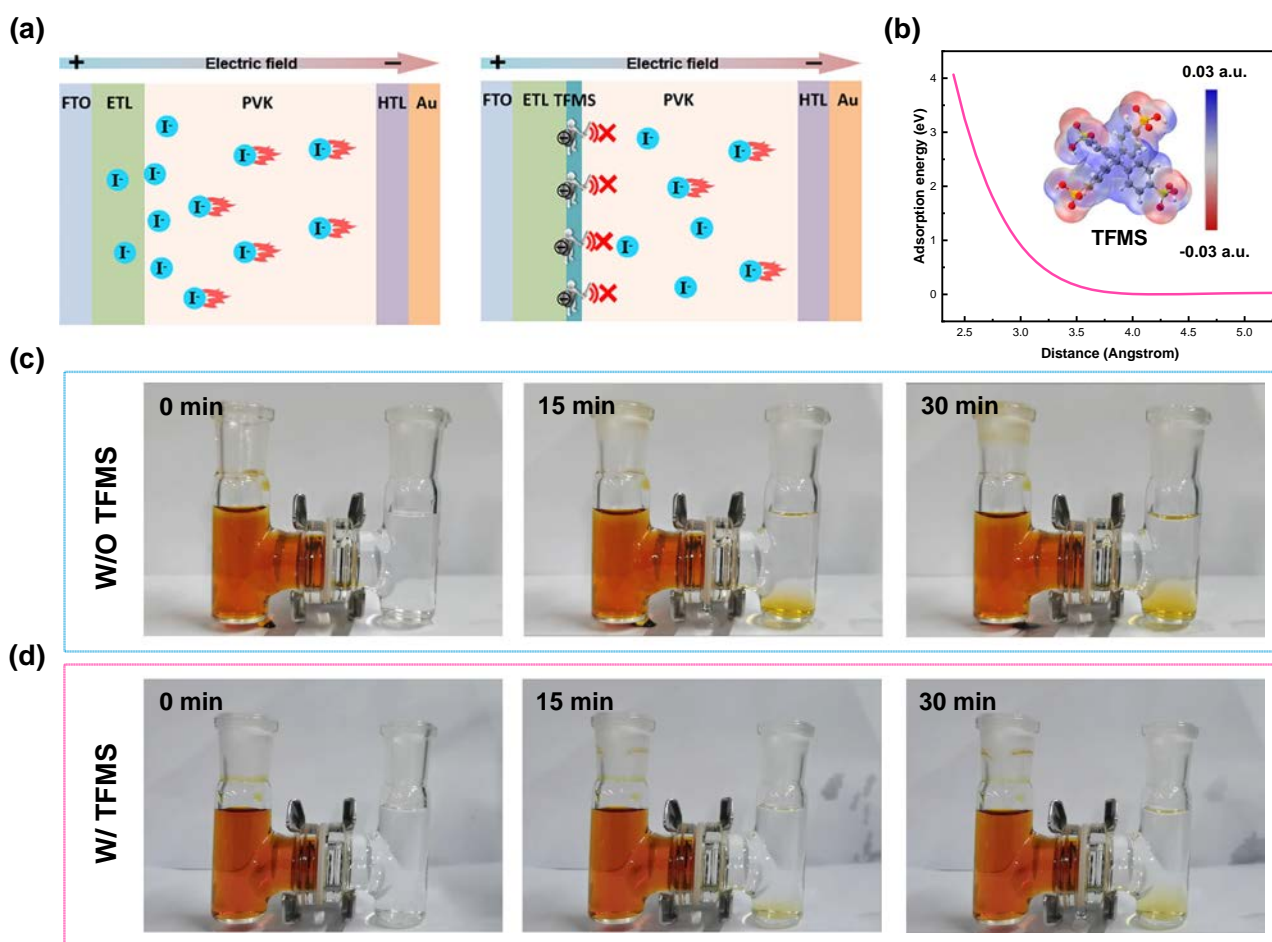 (a)
+ Electric field −
FTO ETL PVK HTL Au
I-
I-
I-
I-
I-
I-
I-
I-
I-
I-
I-
I-
I-
+ Electric field −
FTO ETL TFMS PVK HTL Au
I-
I-
I-
I-
I-
I-
I-
(b)
Adsorption energy (eV)
4
3
2
1
0
2.5 3.0 3.5 4.0 4.5 5.0
Distance (Angstrom)
TFMS
0.03 a.u.
-0.03 a.u.
(c)
W/O TFMS
0 min
15 min
30 min
(d)
W/ TFMS
0 min
15 min
30 min